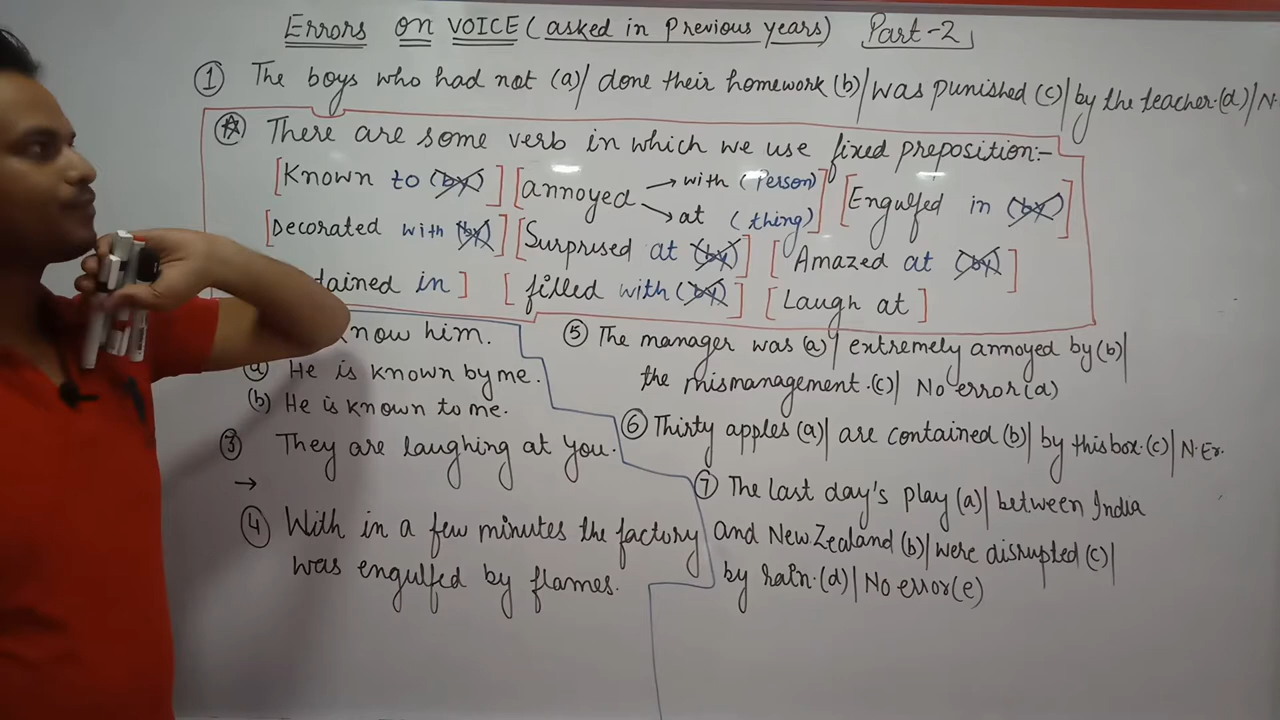 Errors on VOICE (asked in Previous years) Part-2
① The boys who had not (a)/ done their homework (b)/ was punished (c)/ by the teacher.(d)/ N.
☆ There are some verb in which we use fixed preposition:-
[Known to (by)] [annoyed → with (Person) → at (thing)] [Engulfed in (by)]
[Decorated with (by)] [Surprised at (by)] [Amazed at (by)]
tained in] [filled with (by)] [Laugh at]
know him.
(a) He is known by me.
(b) He is known to me.
③ They are laughing at you.
→
④ With in a few minutes the factory
was engulfed by flames.
⑤ The manager was (a)/ extremely annoyed by (b)/
the mismanagement.(c)/ No error (d)
⑥ Thirty apples (a)/ are contained (b)/ by this box.(c)/ N.Er.
⑦ The last day's play (a)/ between India
and New Zealand (b)/ were disrupted (c)/
by rain.(d)/ No error (e)